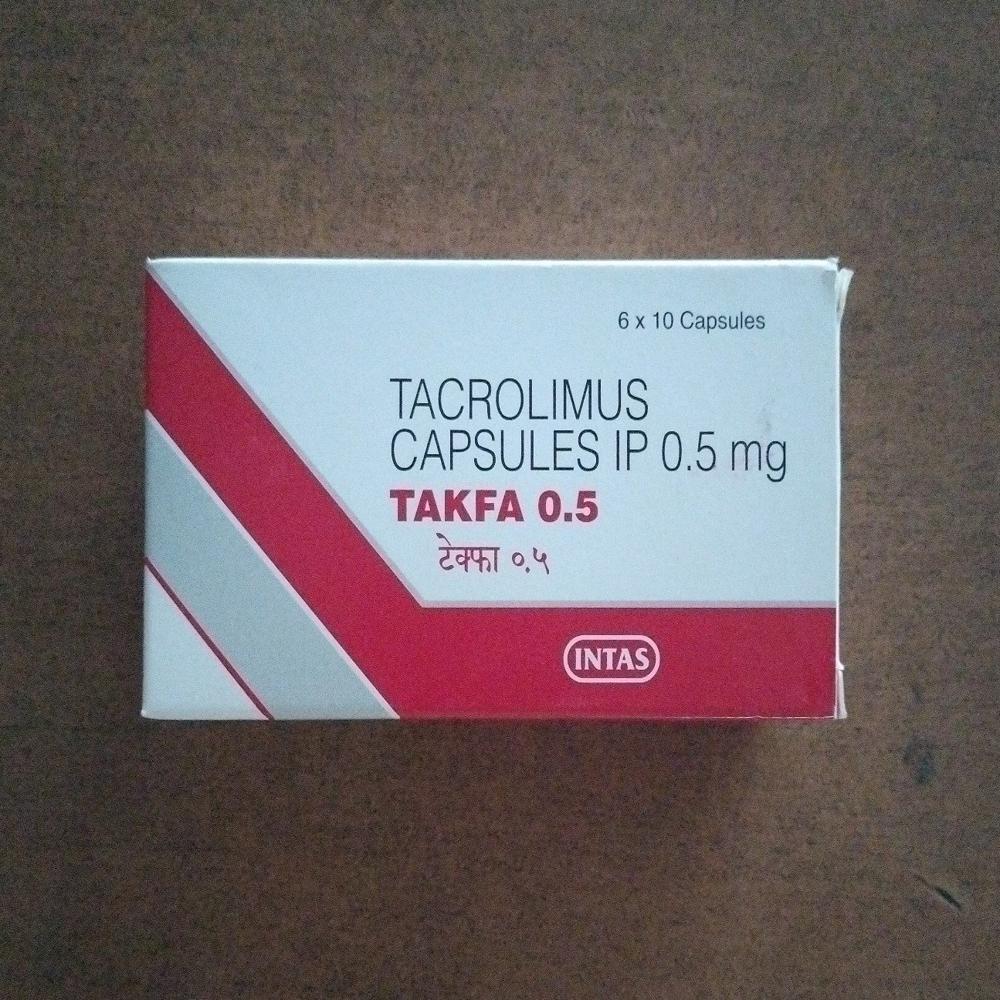 6 x 10 Capsules
TACROLIMUS
CAPSULES IP 0.5 mg
TAKFA 0.5
टेक्फा ०.५
INTAS